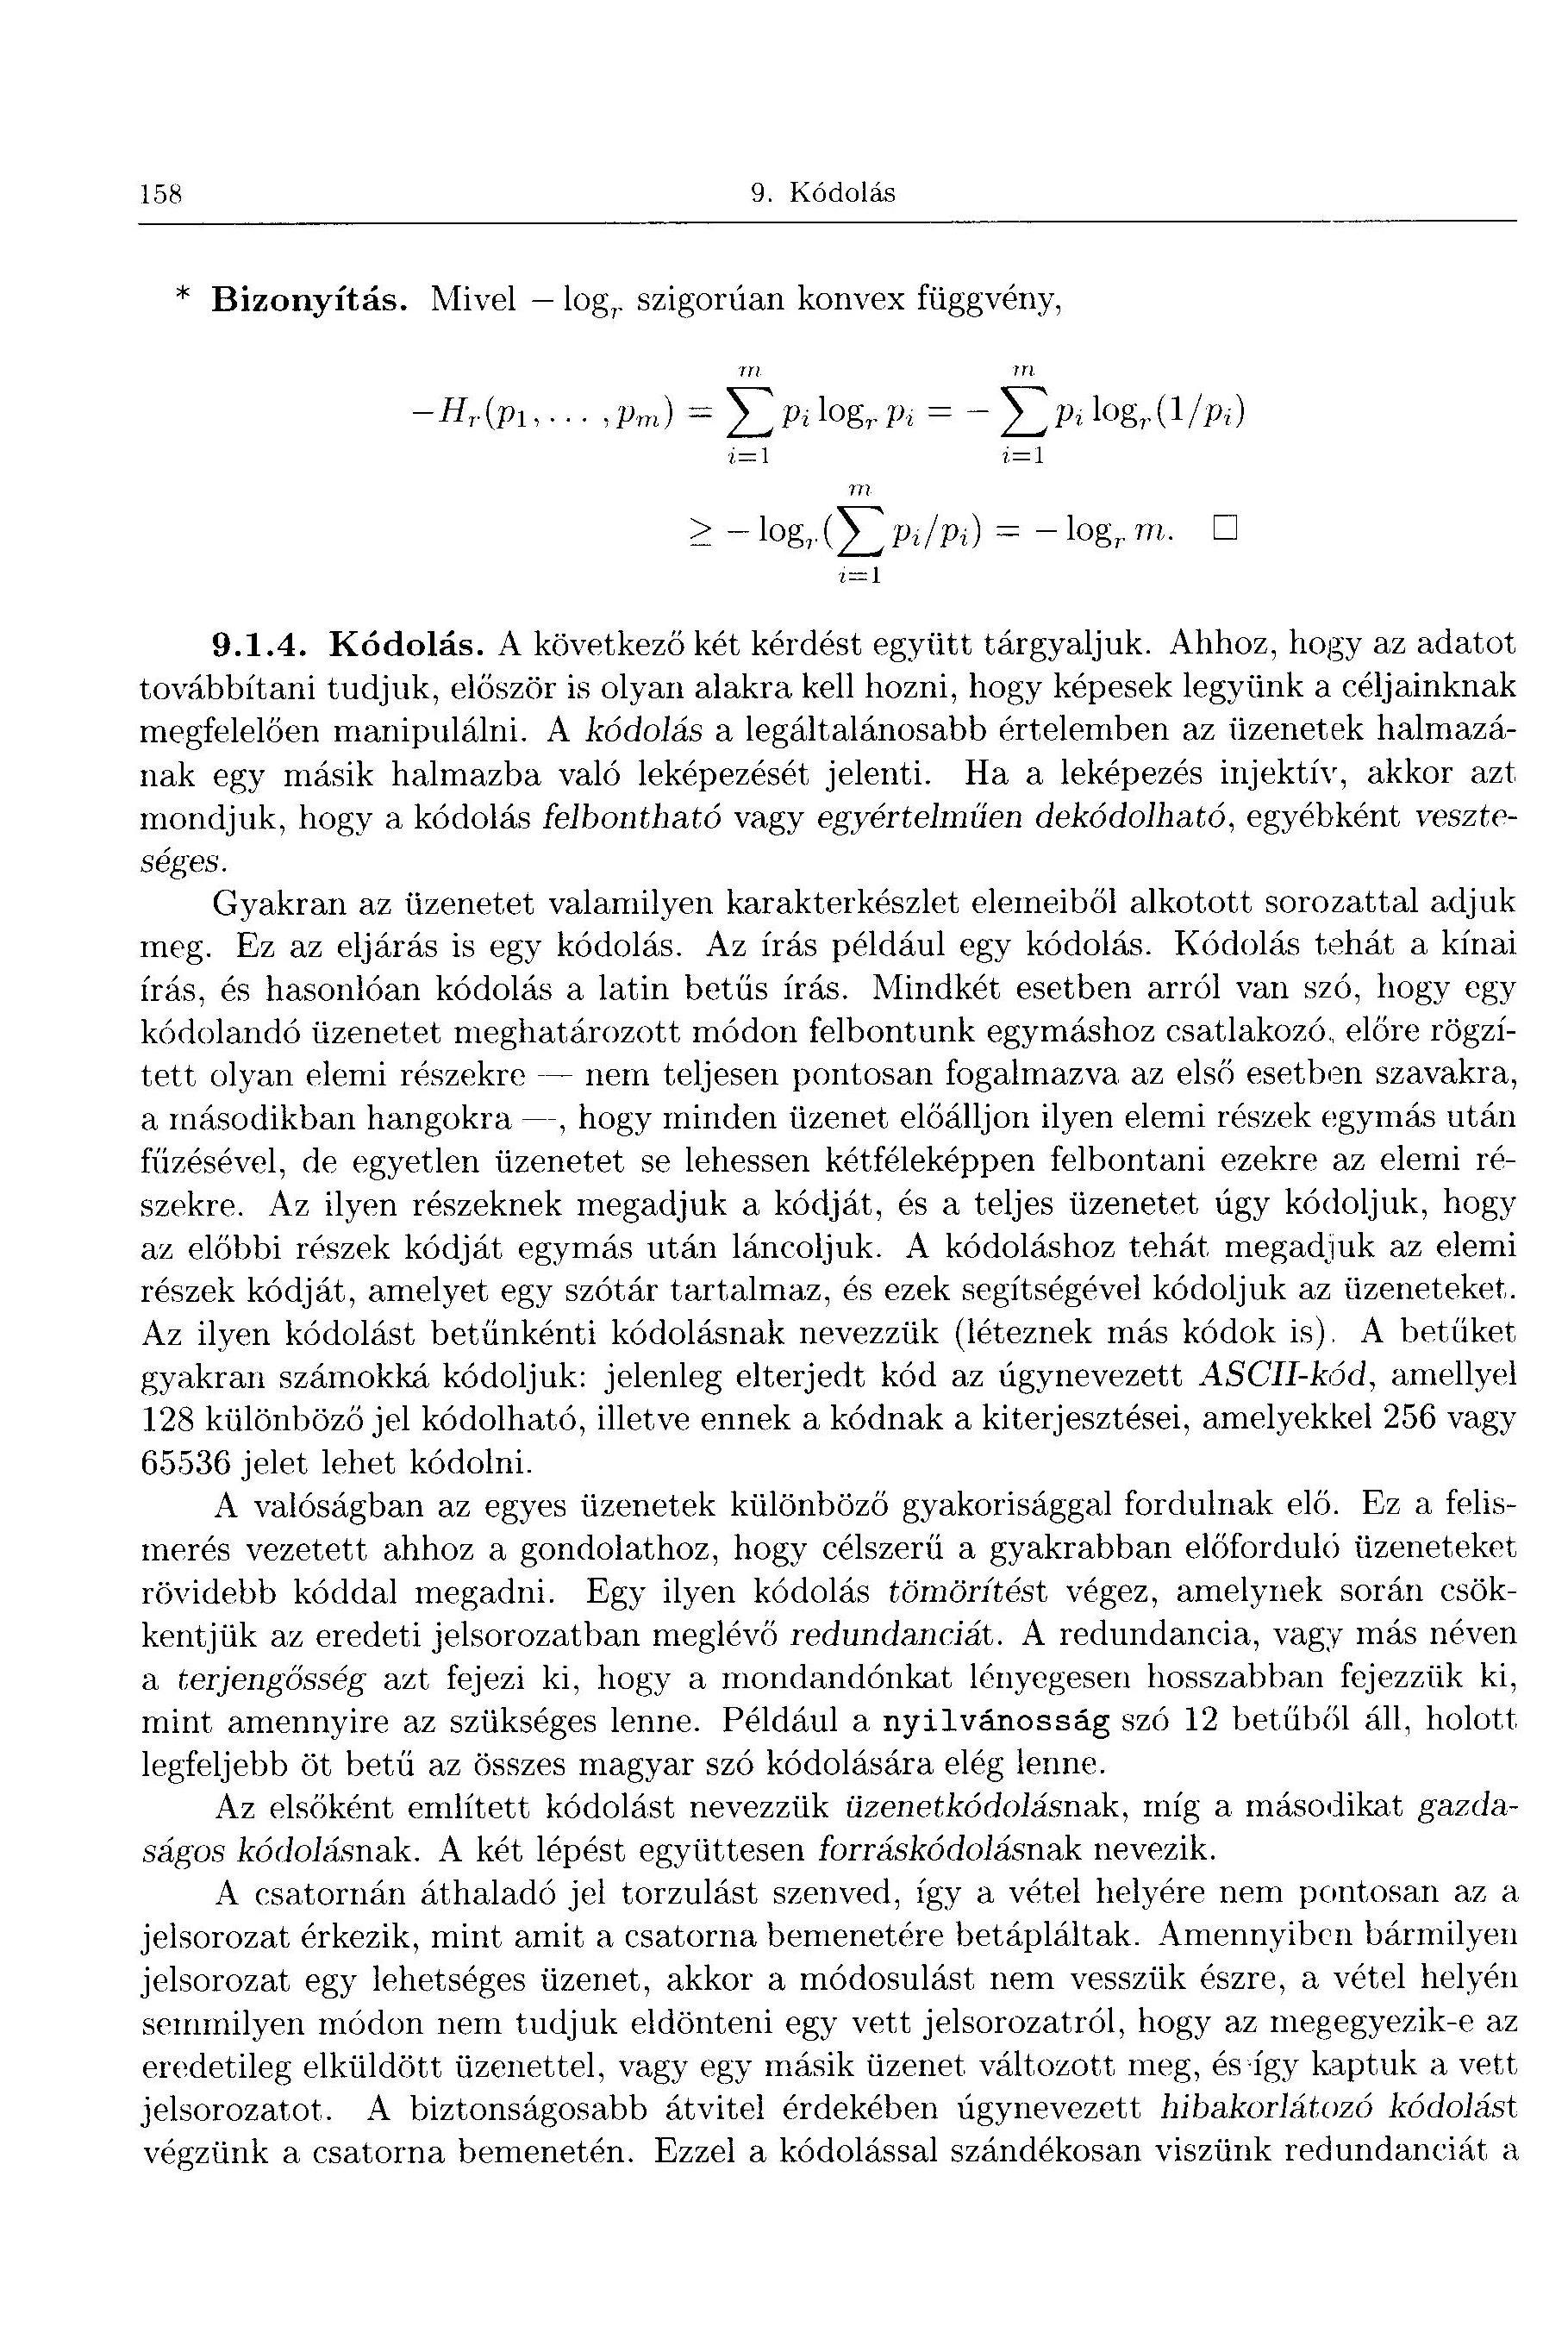 158 9. Kódolás
* Bizonyítás. Mivel − log_r szigorúan konvex függvény,
−H_r(p_1, . . . , p_m) = ∑_{i=1}^{m} p_i log_r p_i = − ∑_{i=1}^{m} p_i log_r(1/p_i)
≥ − log_r(∑_{i=1}^{m} p_i/p_i) = − log_r m. □
9.1.4. Kódolás. A következő két kérdést együtt tárgyaljuk. Ahhoz, hogy az adatot
továbbítani tudjuk, először is olyan alakra kell hozni, hogy képesek legyünk a céljainknak
megfelelően manipulálni. A kódolás a legáltalánosabb értelemben az üzenetek halmazá-
nak egy másik halmazba való leképezését jelenti. Ha a leképezés injektív, akkor azt
mondjuk, hogy a kódolás felbontható vagy egyértelműen dekódolható, egyébként veszte-
séges.
Gyakran az üzenetet valamilyen karakterkészlet elemeiből alkotott sorozattal adjuk
meg. Ez az eljárás is egy kódolás. Az írás például egy kódolás. Kódolás tehát a kínai
írás, és hasonlóan kódolás a latin betűs írás. Mindkét esetben arról van szó, hogy egy
kódolandó üzenetet meghatározott módon felbontunk egymáshoz csatlakozó, előre rögzí-
tett olyan elemi részekre — nem teljesen pontosan fogalmazva az első esetben szavakra,
a másodikban hangokra —, hogy minden üzenet előálljon ilyen elemi részek egymás után
fűzésével, de egyetlen üzenetet se lehessen kétféleképpen felbontani ezekre az elemi ré-
szekre. Az ilyen részeknek megadjuk a kódját, és a teljes üzenetet úgy kódoljuk, hogy
az előbbi részek kódját egymás után láncoljuk. A kódoláshoz tehát megadjuk az elemi
részek kódját, amelyet egy szótár tartalmaz, és ezek segítségével kódoljuk az üzeneteket.
Az ilyen kódolást betűnkénti kódolásnak nevezzük (léteznek más kódok is). A betűket
gyakran számokká kódoljuk: jelenleg elterjedt kód az úgynevezett ASCII-kód, amellyel
128 különböző jel kódolható, illetve ennek a kódnak a kiterjesztései, amelyekkel 256 vagy
65536 jelet lehet kódolni.
A valóságban az egyes üzenetek különböző gyakorisággal fordulnak elő. Ez a felis-
merés vezetett ahhoz a gondolathoz, hogy célszerű a gyakrabban előforduló üzeneteket
rövidebb kóddal megadni. Egy ilyen kódolás tömörítést végez, amelynek során csök-
kentjük az eredeti jelsorozatban meglévő redundanciát. A redundancia, vagy más néven
a terjengősség azt fejezi ki, hogy a mondandónkat lényegesen hosszabban fejezzük ki,
mint amennyire az szükséges lenne. Például a nyilvánosság szó 12 betűből áll, holott
legfeljebb öt betű az összes magyar szó kódolására elég lenne.
Az elsőként említett kódolást nevezzük üzenetkódolásnak, míg a másodikat gazda-
ságos kódolásnak. A két lépést együttesen forráskódolásnak nevezik.
A csatornán áthaladó jel torzulást szenved, így a vétel helyére nem pontosan az a
jelsorozat érkezik, mint amit a csatorna bemenetére betápláltak. Amennyiben bármilyen
jelsorozat egy lehetséges üzenet, akkor a módosulást nem vesszük észre, a vétel helyén
semmilyen módon nem tudjuk eldönteni egy vett jelsorozatról, hogy az megegyezik-e az
eredetileg elküldött üzenettel, vagy egy másik üzenet változott meg, és így kaptuk a vett
jelsorozatot. A biztonságosabb átvitel érdekében úgynevezett hibakorlátozó kódolást
végzünk a csatorna bemenetén. Ezzel a kódolással szándékosan viszünk redundanciát a